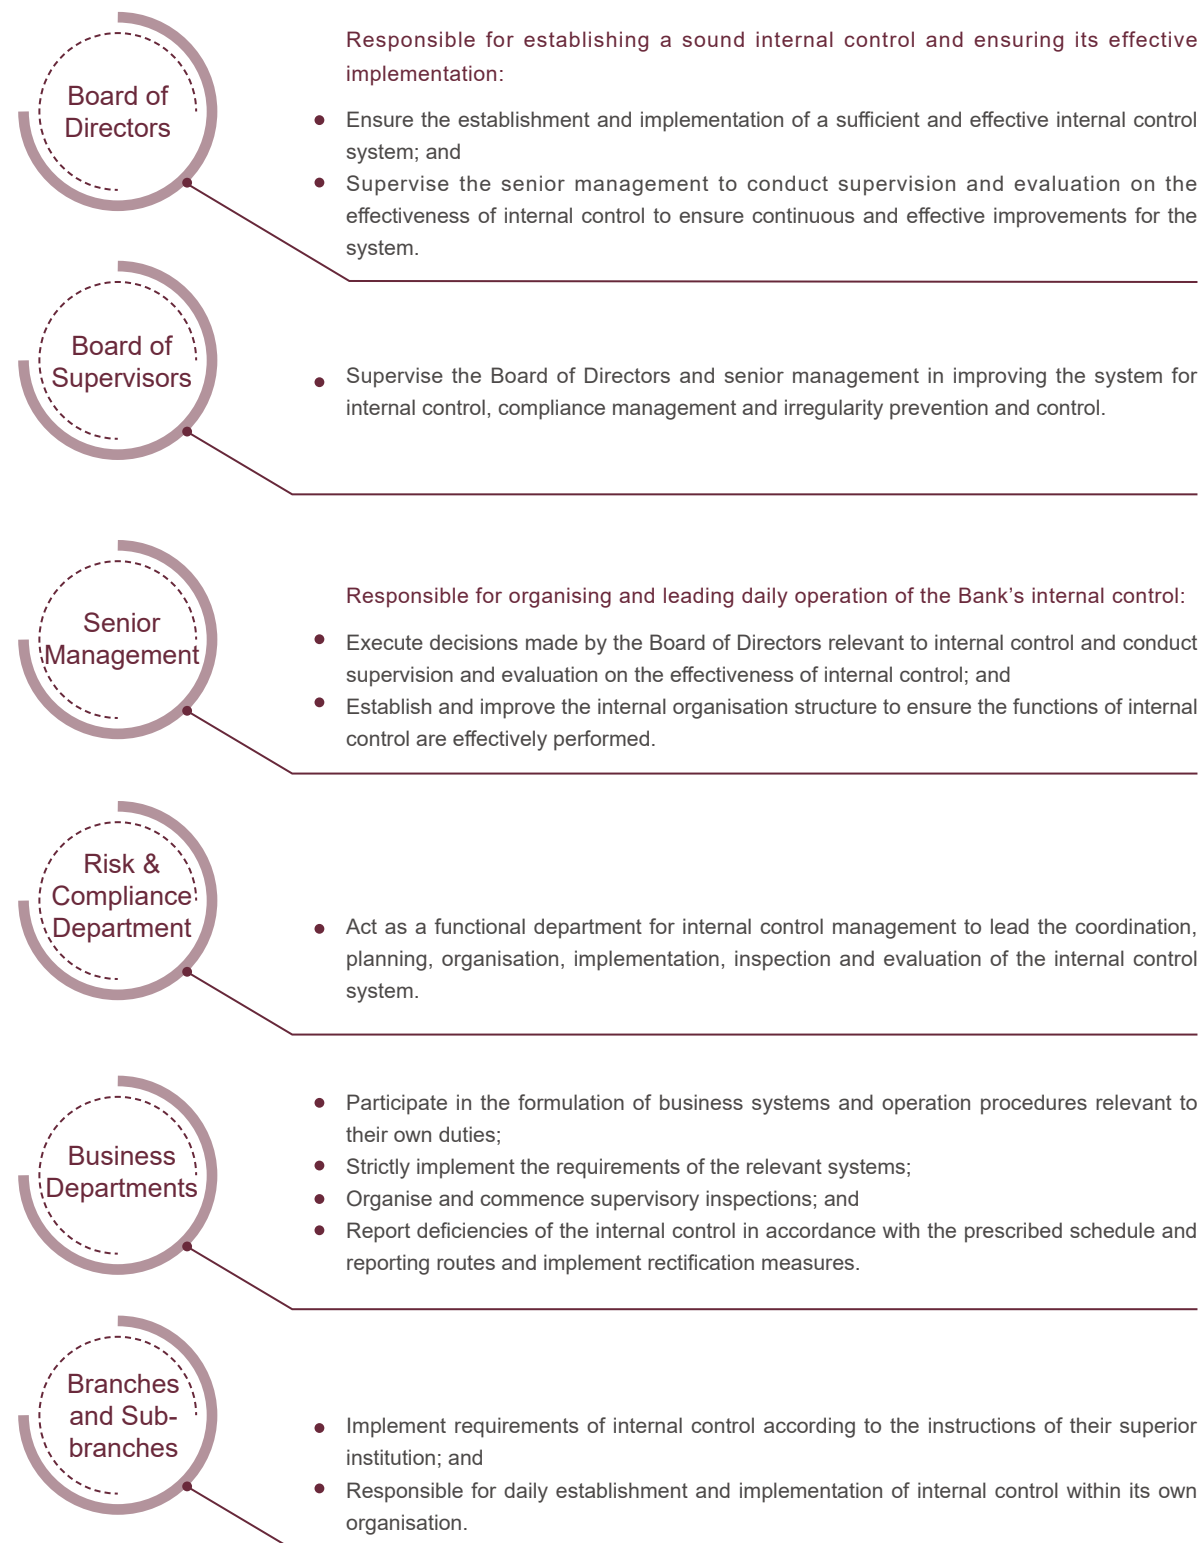 Board of
Directors
Responsible for establishing a sound internal control and ensuring its effective
implementation:
● Ensure the establishment and implementation of a sufficient and effective internal control
system; and
● Supervise the senior management to conduct supervision and evaluation on the
effectiveness of internal control to ensure continuous and effective improvements for the
system.
Board of
Supervisors
● Supervise the Board of Directors and senior management in improving the system for
internal control, compliance management and irregularity prevention and control.
Senior
Management
Responsible for organising and leading daily operation of the Bank’s internal control:
● Execute decisions made by the Board of Directors relevant to internal control and conduct
supervision and evaluation on the effectiveness of internal control; and
● Establish and improve the internal organisation structure to ensure the functions of internal
control are effectively performed.
Risk &
Compliance
Department
● Act as a functional department for internal control management to lead the coordination,
planning, organisation, implementation, inspection and evaluation of the internal control
system.
Business
Departments
● Participate in the formulation of business systems and operation procedures relevant to
their own duties;
● Strictly implement the requirements of the relevant systems;
● Organise and commence supervisory inspections; and
● Report deficiencies of the internal control in accordance with the prescribed schedule and
reporting routes and implement rectification measures.
Branches
and Sub-
branches
● Implement requirements of internal control according to the instructions of their superior
institution; and
● Responsible for daily establishment and implementation of internal control within its own
organisation.